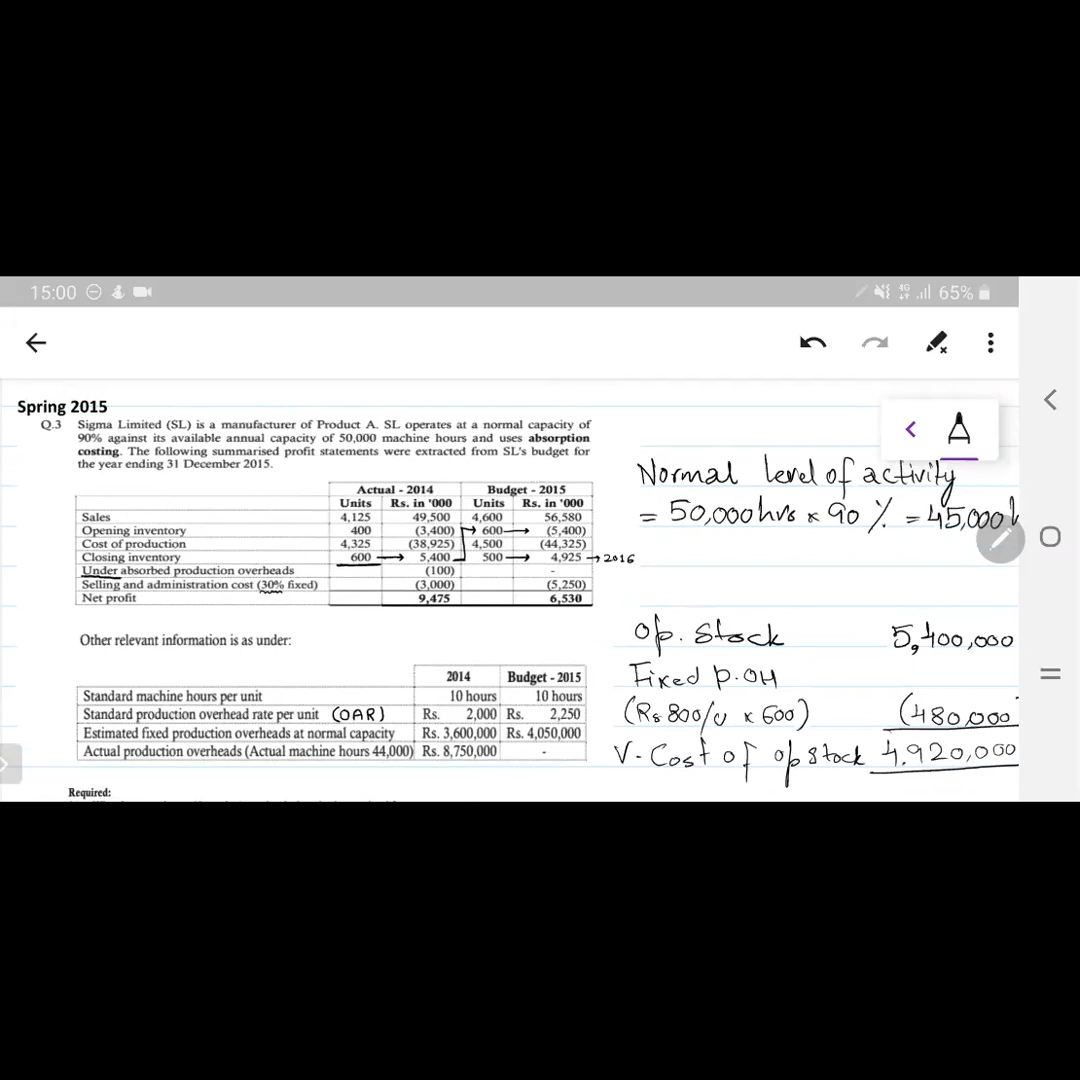 15:00 4G 65%
Spring 2015
Q.3 Sigma Limited (SL) is a manufacturer of Product A. SL operates at a normal capacity of
90% against its available annual capacity of 50,000 machine hours and uses absorption
costing. The following summarised profit statements were extracted from SL's budget for
the year ending 31 December 2015.
Actual - 2014 Budget - 2015
Units Rs. in '000 Units Rs. in '000
Sales 4,125 49,500 4,600 56,580
Opening inventory 400 (3,400) 600 (5,400)
Cost of production 4,325 (38,925) 4,500 (44,325)
Closing inventory 600 5,400 500 4,925 → 2016
Under absorbed production overheads (100) -
Selling and administration cost (30% fixed) (3,000) (5,250)
Net profit 9,475 6,530
Other relevant information is as under:
2014 Budget - 2015
Standard machine hours per unit 10 hours 10 hours
Standard production overhead rate per unit (OAR) Rs. 2,000 Rs. 2,250
Estimated fixed production overheads at normal capacity Rs. 3,600,000 Rs. 4,050,000
Actual production overheads (Actual machine hours 44,000) Rs. 8,750,000 -
Required:
Normal level of activity
= 50,000hrs x 90 % = 45,000 h
Op. Stock 5,400,000
Fixed P.OH
(Rs 800/U x 600) (480,000
V. Cost of op stock 4,920,000